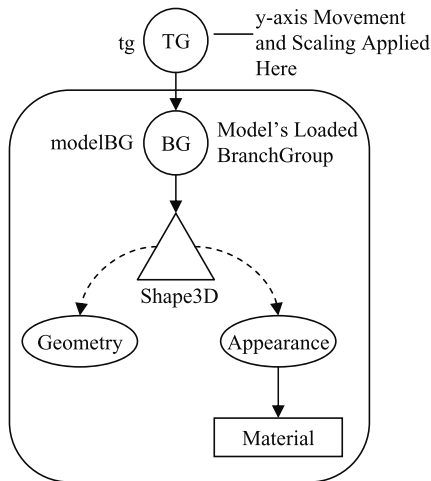 tg
TG
y-axis Movement
and Scaling Applied
Here
modelBG
BG
Model's Loaded
BranchGroup
Shape3D
Geometry
Appearance
Material